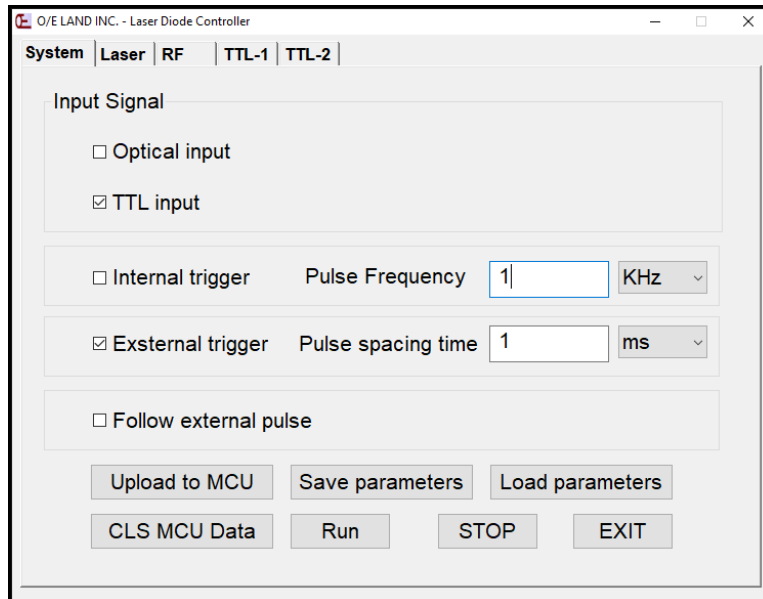 O/E LAND INC. - Laser Diode Controller
System Laser RF TTL-1 TTL-2
Input Signal
Optical input
TTL input
Internal trigger Pulse Frequency 1 KHz
Exsternal trigger Pulse spacing time 1 ms
Follow external pulse
Upload to MCU Save parameters Load parameters
CLS MCU Data Run STOP EXIT